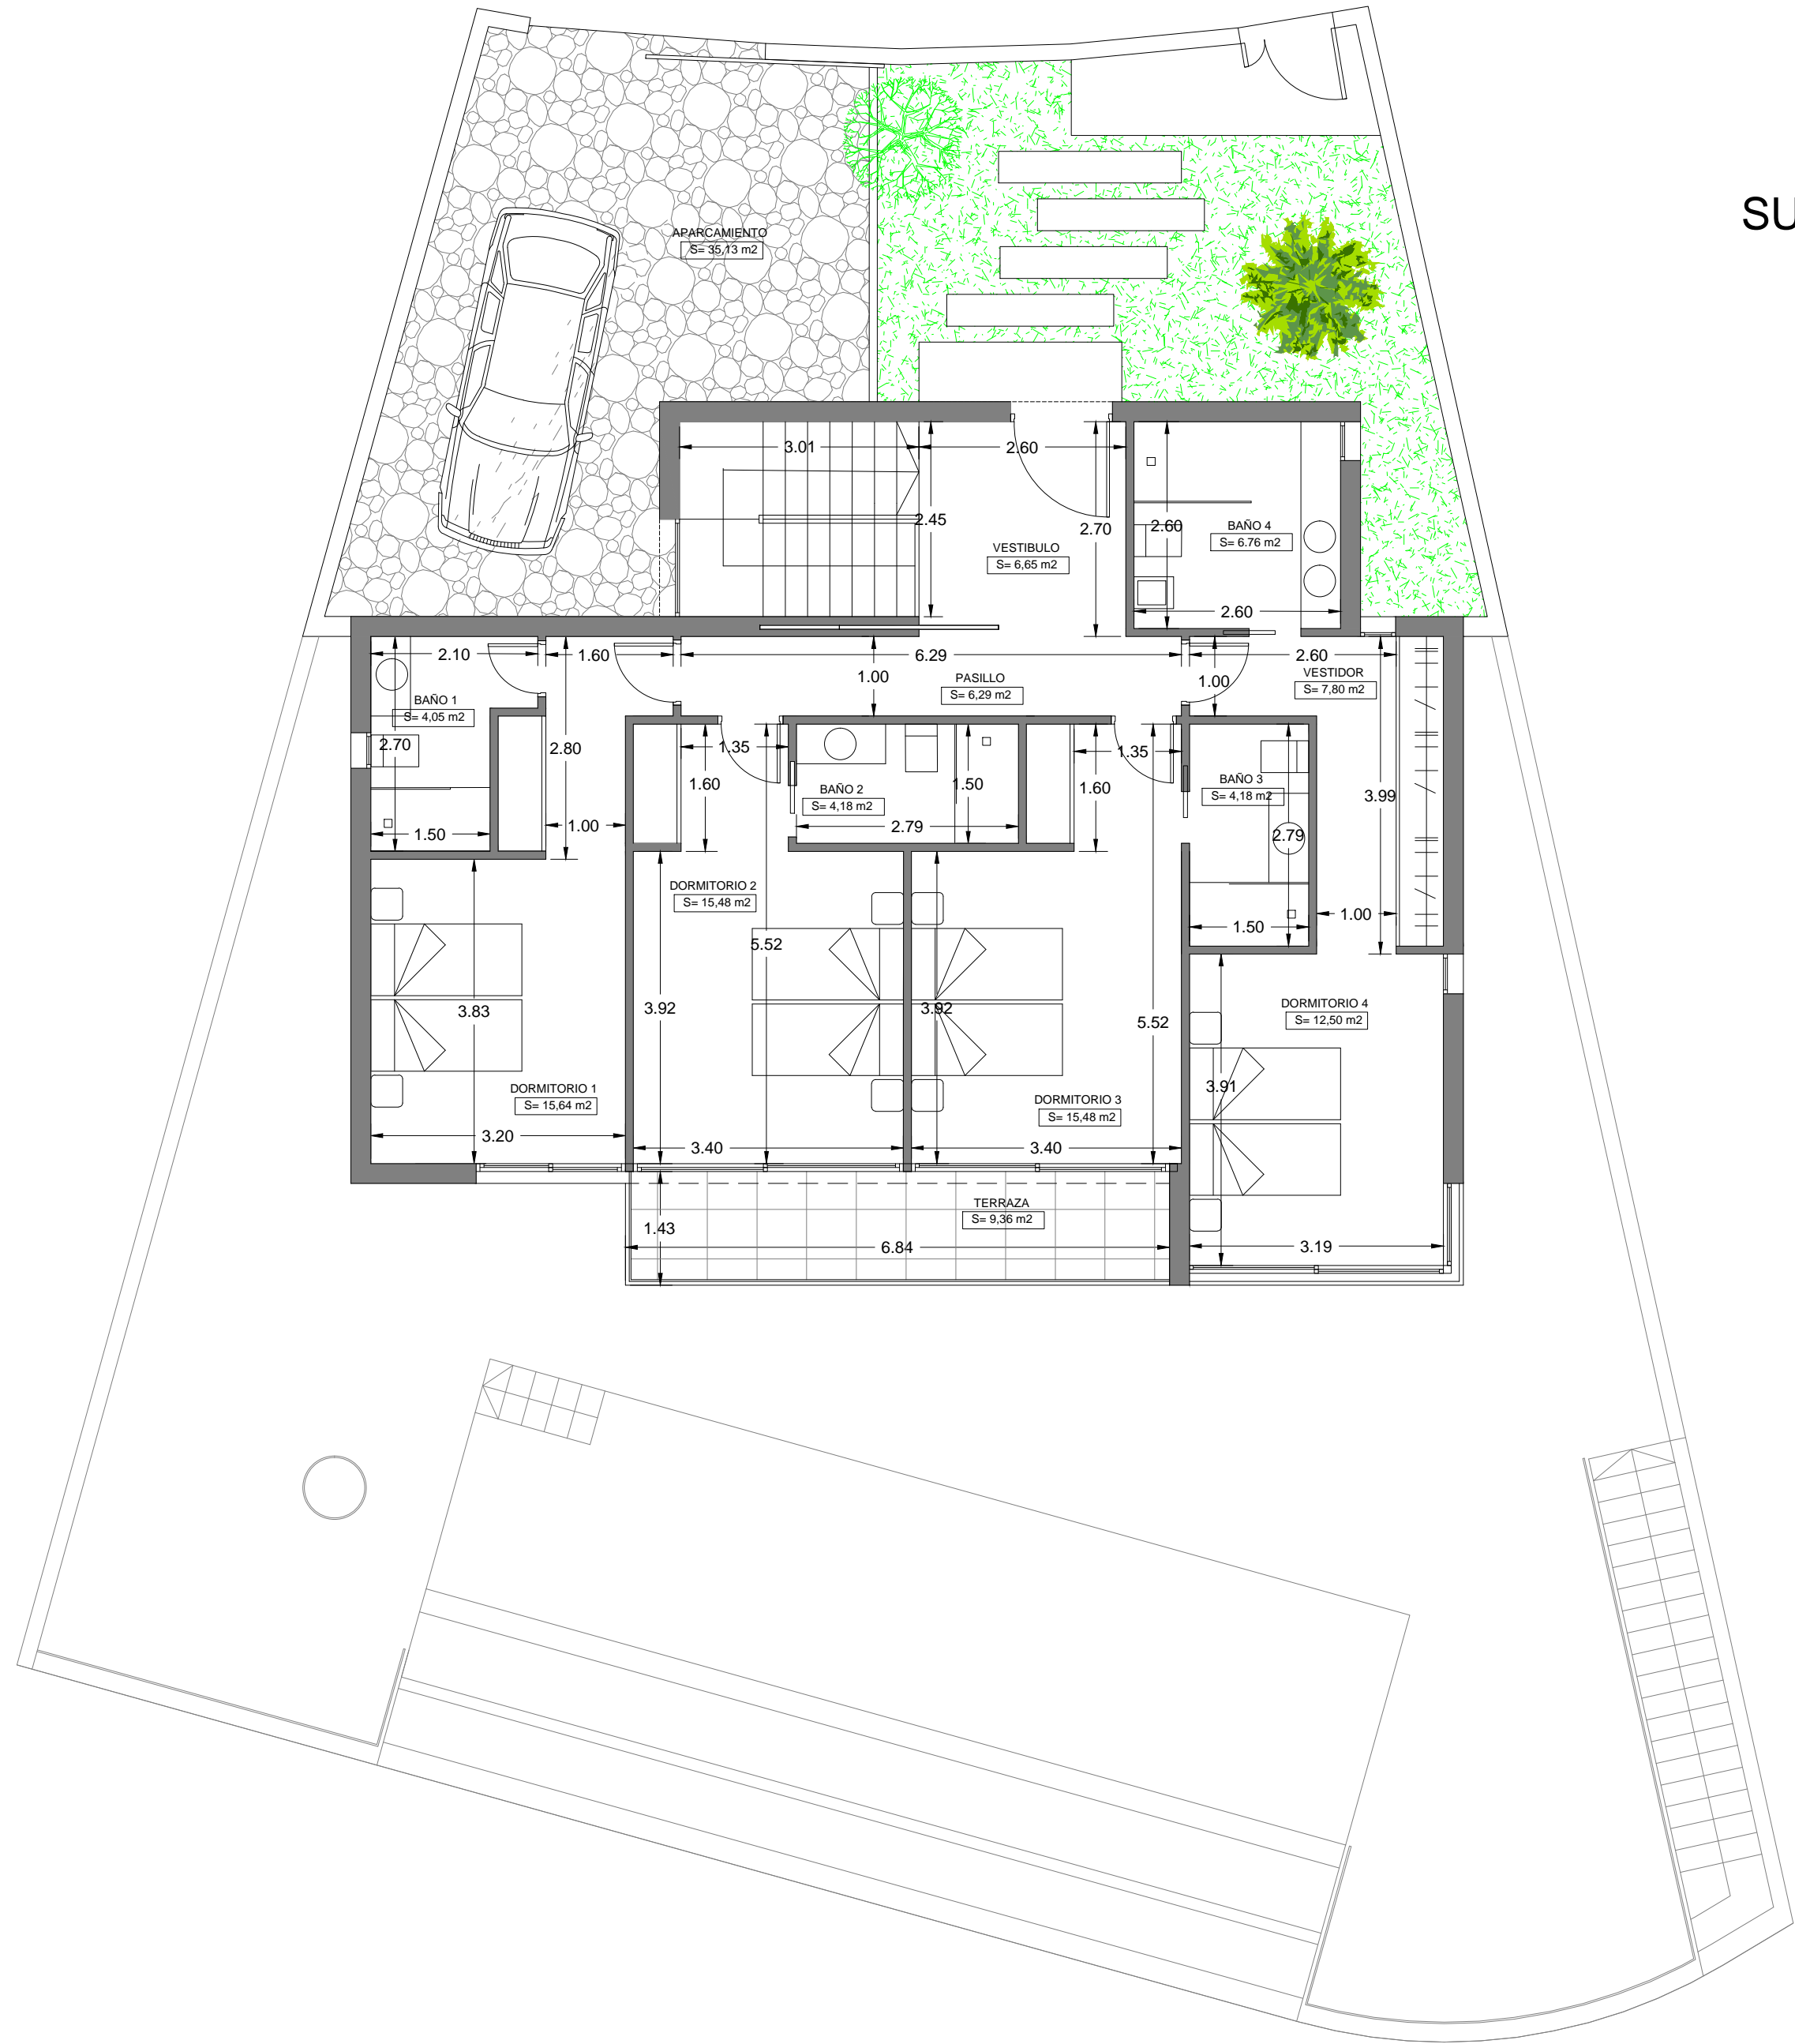 SU
APARCAMIENTO
S= 35,13 m2
3.01
2.60
2.45
2.70
2.60
BAÑO 4
S= 6.76 m2
VESTIBULO
S= 6,65 m2
2.60
2.10
1.60
6.29
2.60
1.00
PASILLO
S= 6,29 m2
1.00
VESTIDOR
S= 7,80 m2
BAÑO 1
S= 4,05 m2
2.70
2.80
1.35
1.35
1.60
BAÑO 2
S= 4,18 m2
1.50
1.60
BAÑO 3
S= 4,18 m2
3.99
1.50
1.00
2.79
2.79
DORMITORIO 2
S= 15,48 m2
1.50
1.00
5.52
3.83
3.92
3.92
5.52
DORMITORIO 4
S= 12,50 m2
DORMITORIO 1
S= 15,64 m2
DORMITORIO 3
S= 15,48 m2
3.91
3.20
3.40
3.40
TERRAZA
S= 9,36 m2
1.43
6.84
3.19